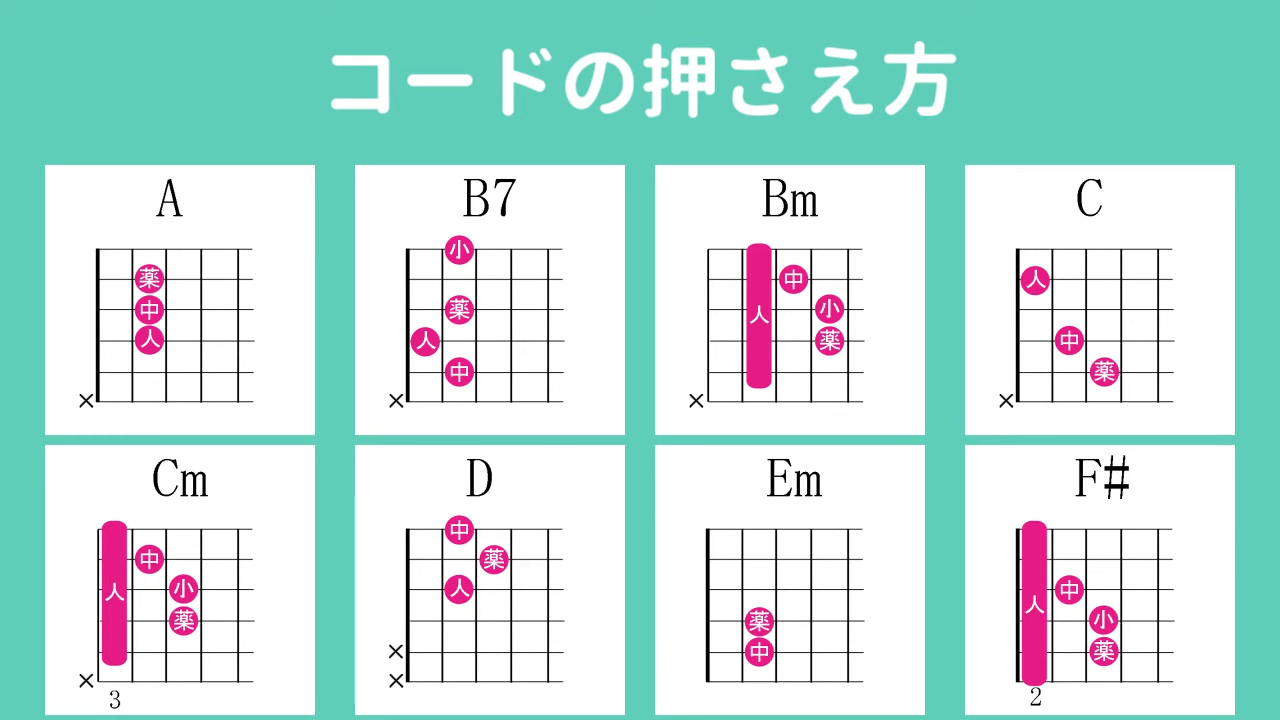 コードの押さえ方
A
薬
中
人
×
B7
小
薬
人
中
×
Bm
中
人
小
薬
×
C
人
中
薬
×
Cm
中
人
小
薬
×
3
D
中
薬
人
×
×
Em
薬
中
F#
中
人
小
薬
2